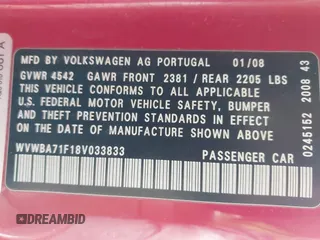 MFD BY VOLKSWAGEN AG PORTUGAL 01/08
GVWR 4542 GAWR FRONT 2381 / REAR 2205 LBS
THIS VEHICLE CONFORMS TO ALL APPLICABLE
U.S. FEDERAL MOTOR VEHICLE SAFETY, BUMPER
AND THEFT PREVENTION STANDARDS IN EFFECT
ON THE DATE OF MANUFACTURE SHOWN ABOVE
WVWBA71F18V033833
PASSENGER CAR
0245152 2008 43
DREAMBID